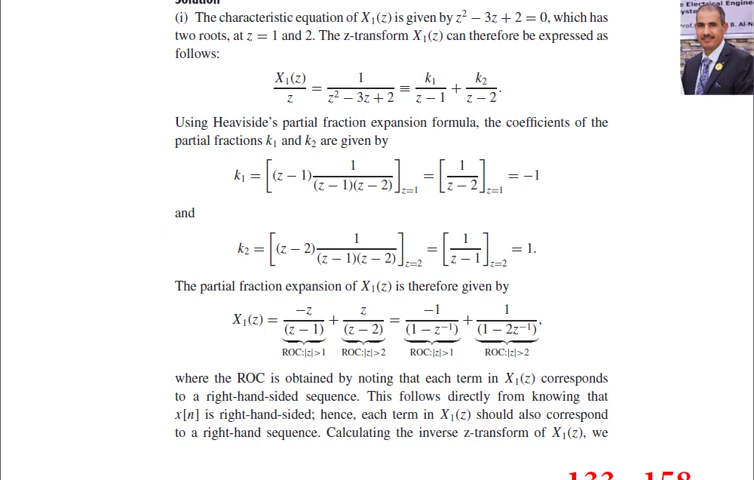 Solution
(i) The characteristic equation of X₁(z) is given by z² − 3z + 2 = 0, which has
two roots, at z = 1 and 2. The z-transform X₁(z) can therefore be expressed as
follows:
X₁(z)/z = 1/(z² − 3z + 2) ≡ k₁/(z − 1) + k₂/(z − 2).
Using Heaviside's partial fraction expansion formula, the coefficients of the
partial fractions k₁ and k₂ are given by
k₁ = [(z − 1) 1/((z − 1)(z − 2))]_{z=1} = [1/(z − 2)]_{z=1} = −1
and
k₂ = [(z − 2) 1/((z − 1)(z − 2))]_{z=2} = [1/(z − 1)]_{z=2} = 1.
The partial fraction expansion of X₁(z) is therefore given by
X₁(z) = −z/(z − 1) + z/(z − 2) = −1/(1 − z⁻¹) + 1/(1 − 2z⁻¹),
ROC:|z|>1 ROC:|z|>2 ROC:|z|>1 ROC:|z|>2
where the ROC is obtained by noting that each term in X₁(z) corresponds
to a right-hand-sided sequence. This follows directly from knowing that
x[n] is right-hand-sided; hence, each term in X₁(z) should also correspond
to a right-hand sequence. Calculating the inverse z-transform of X₁(z), we